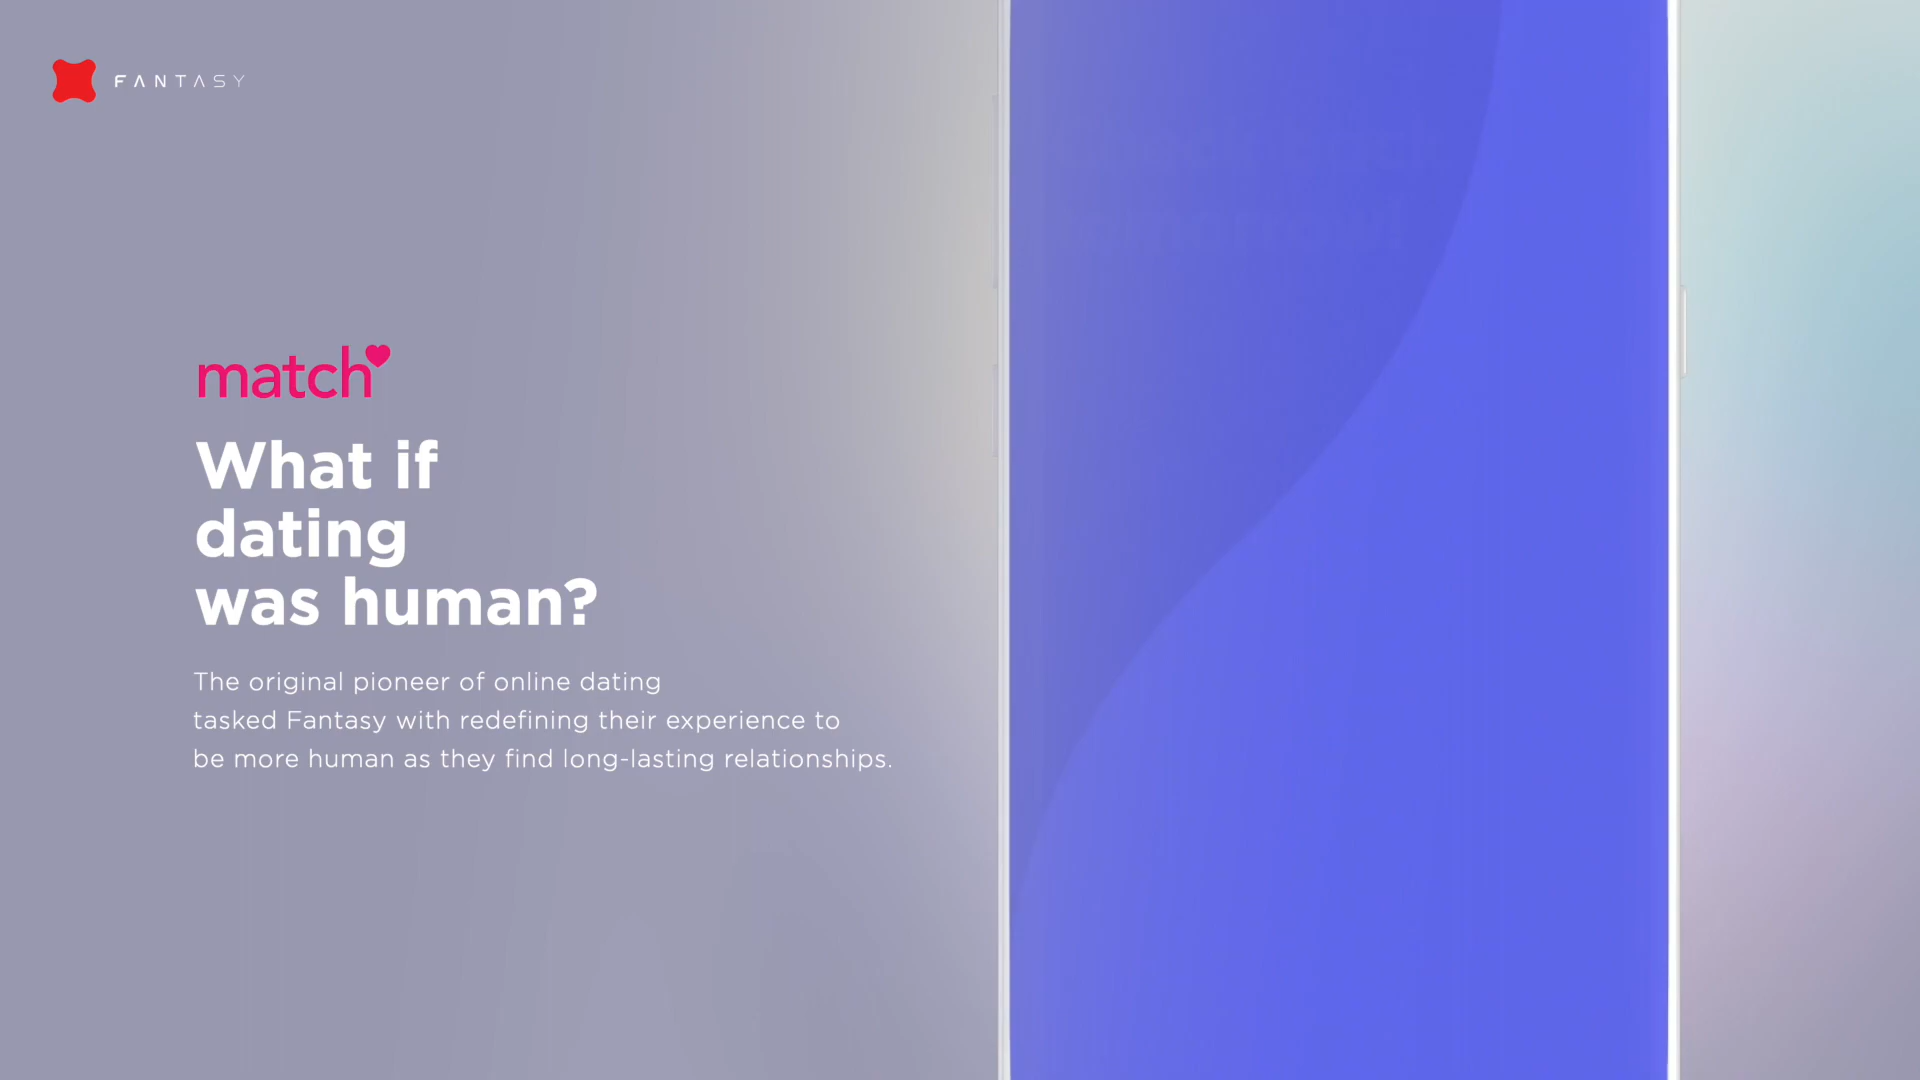 FANTASY
match
What if
dating
was human?
The original pioneer of online dating
tasked Fantasy with redefining their experience to
be more human as they find long-lasting relationships.